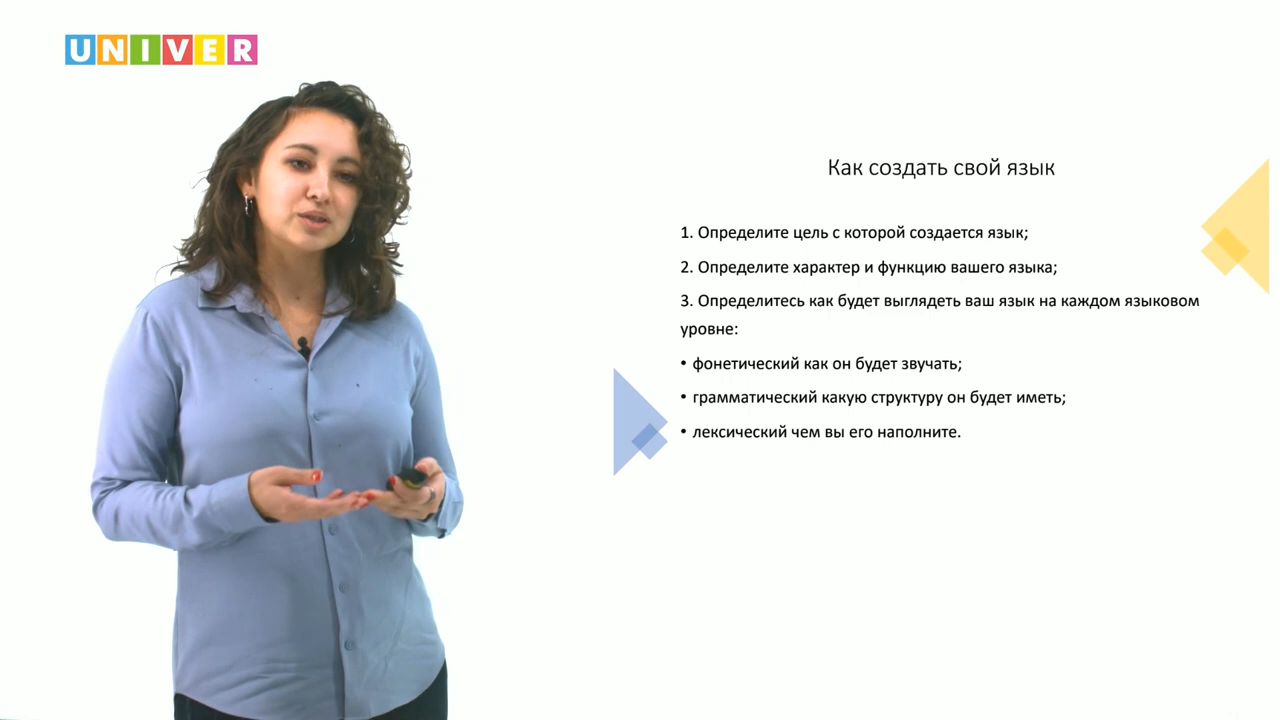 UNIVER
Как создать свой язык
1. Определите цель с которой создается язык;
2. Определите характер и функцию вашего языка;
3. Определитесь как будет выглядеть ваш язык на каждом языковом
уровне:
• фонетический как он будет звучать;
• грамматический какую структуру он будет иметь;
• лексический чем вы его наполните.